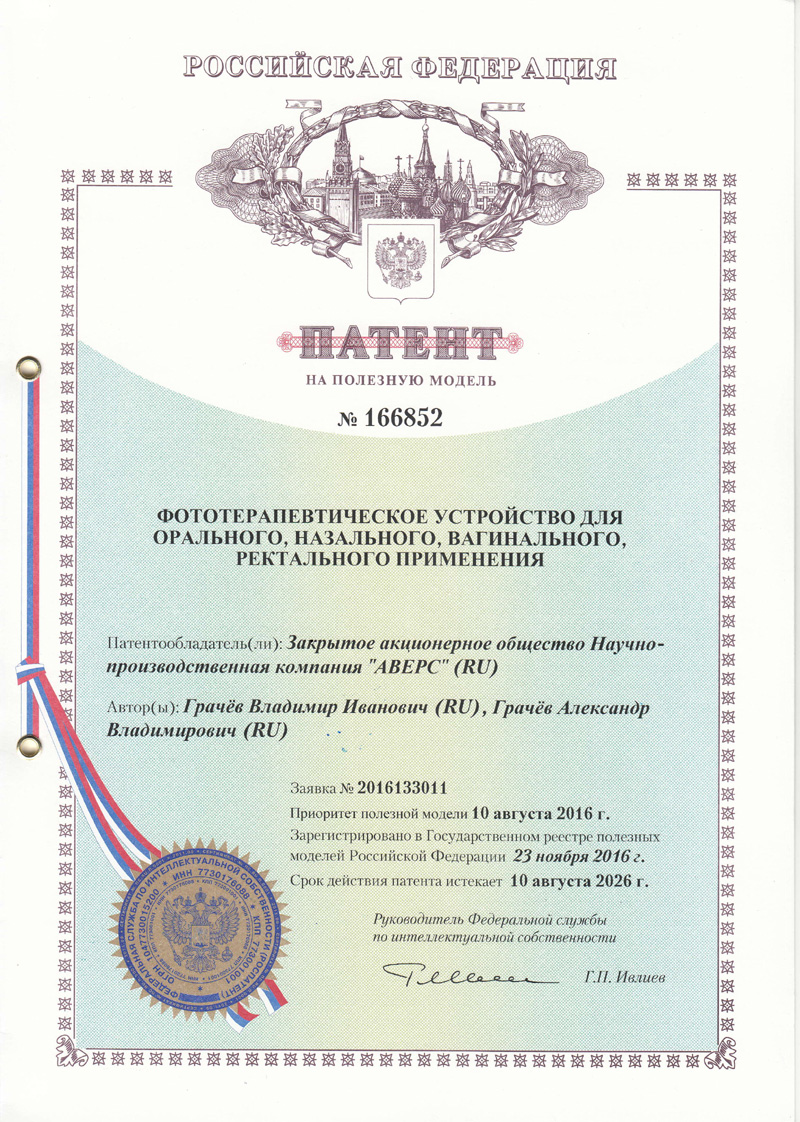 РОССИЙСКАЯ ФЕДЕРАЦИЯ
ПАТЕНТ
НА ПОЛЕЗНУЮ МОДЕЛЬ
№ 166852
ФОТОТЕРАПЕВТИЧЕСКОЕ УСТРОЙСТВО ДЛЯ
ОРАЛЬНОГО, НАЗАЛЬНОГО, ВАГИНАЛЬНОГО,
РЕКТАЛЬНОГО ПРИМЕНЕНИЯ
Патентообладатель(ли): Закрытое акционерное общество Научно-
производственная компания "АВЕРС" (RU)
Автор(ы): Грачёв Владимир Иванович (RU), Грачёв Александр
Владимирович (RU)
Заявка № 2016133011
Приоритет полезной модели 10 августа 2016 г.
Зарегистрировано в Государственном реестре полезных
моделей Российской Федерации 23 ноября 2016 г.
Срок действия патента истекает 10 августа 2026 г.
Руководитель Федеральной службы
по интеллектуальной собственности
Г.П. Ивлиев
ФЕДЕРАЛЬНАЯ СЛУЖБА ПО ИНТЕЛЛЕКТУАЛЬНОЙ СОБСТВЕННОСТИ (РОСПАТЕНТ)
ОГРН 1047730015200 * ИНН 7730176088 * КПП 773001001